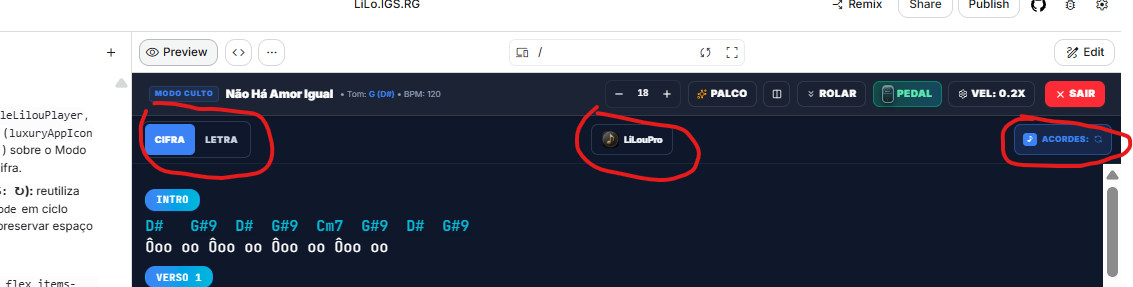 LiLo.IGS.RG
Remix Share Publish
+ Preview <> ... / Edit
MODO CULTO Não Há Amor Igual • Tom: G (D#) • BPM: 120 − 18 + PALCO ROLAR PEDAL VEL: 0.2X × SAIR
leLilouPlayer,
(luxuryAppIcon
) sobre o Modo
ifra.
CIFRA LETRA LiLouPro ACORDES: ↻
S: ↻): reutiliza
ode em ciclo
preservar espaço
INTRO
D# G#9 D# G#9 Cm7 G#9 D# G#9
Ôoo oo Ôoo oo Ôoo oo Ôoo oo
VERSO 1
flex items-